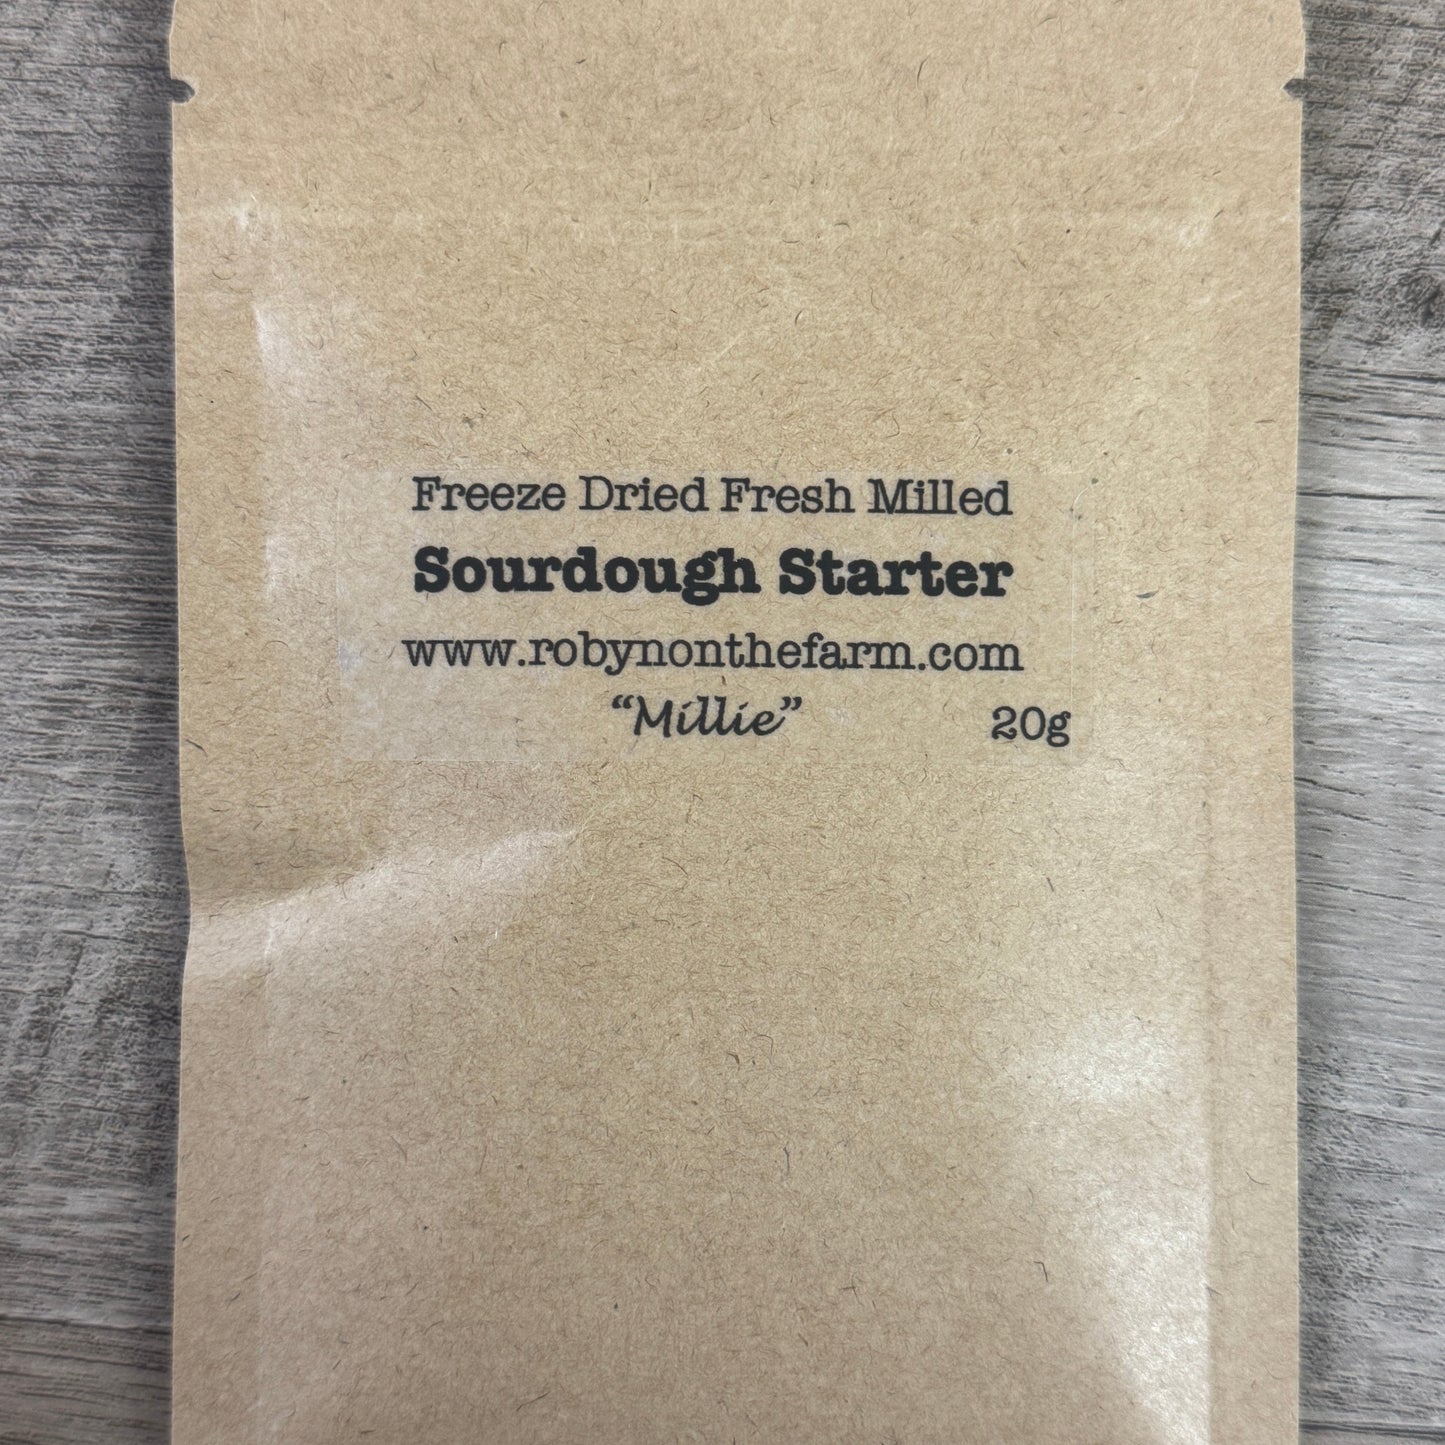 Freeze Dried Fresh Milled
Sourdough Starter
www.robynonthefarm.com
“Millie” 20g